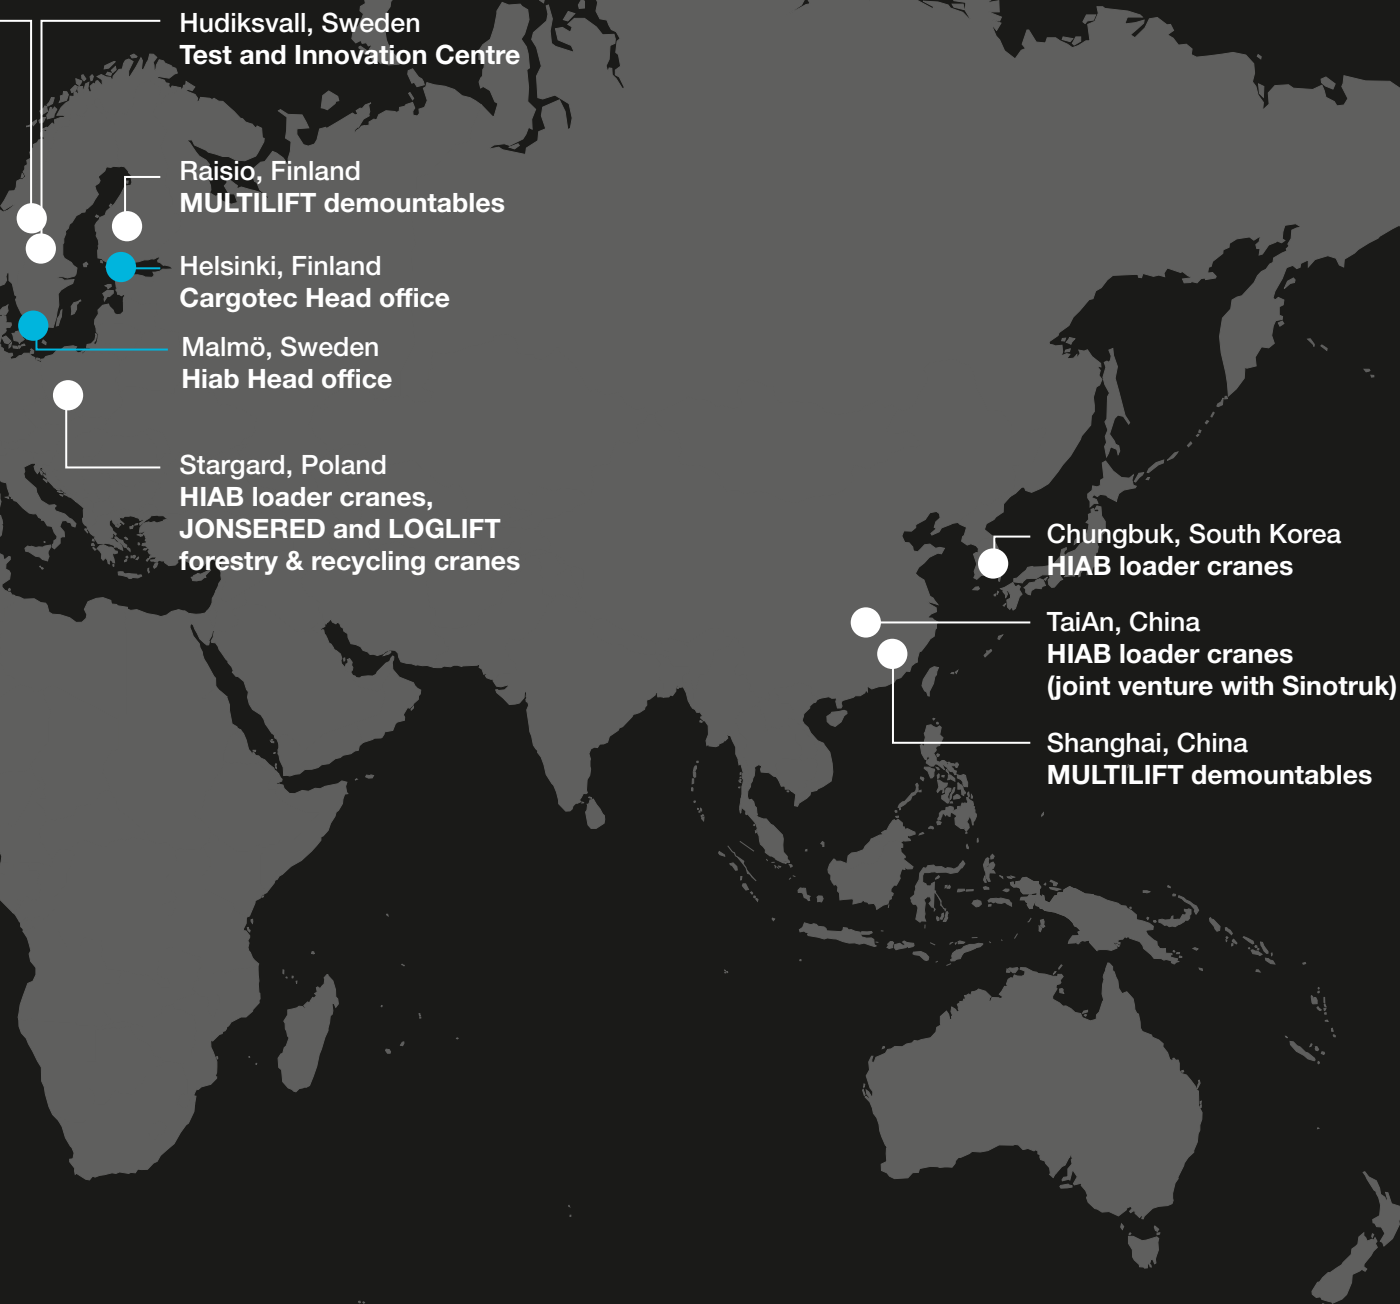 Hudiksvall, Sweden
Test and Innovation Centre
Raisio, Finland
MULTILIFT demountables
Helsinki, Finland
Cargotec Head office
Malmö, Sweden
Hiab Head office
Stargard, Poland
HIAB loader cranes,
JONSERED and LOGLIFT
forestry & recycling cranes
Chungbuk, South Korea
HIAB loader cranes
TaiAn, China
HIAB loader cranes
(joint venture with Sinotruk)
Shanghai, China
MULTILIFT demountables